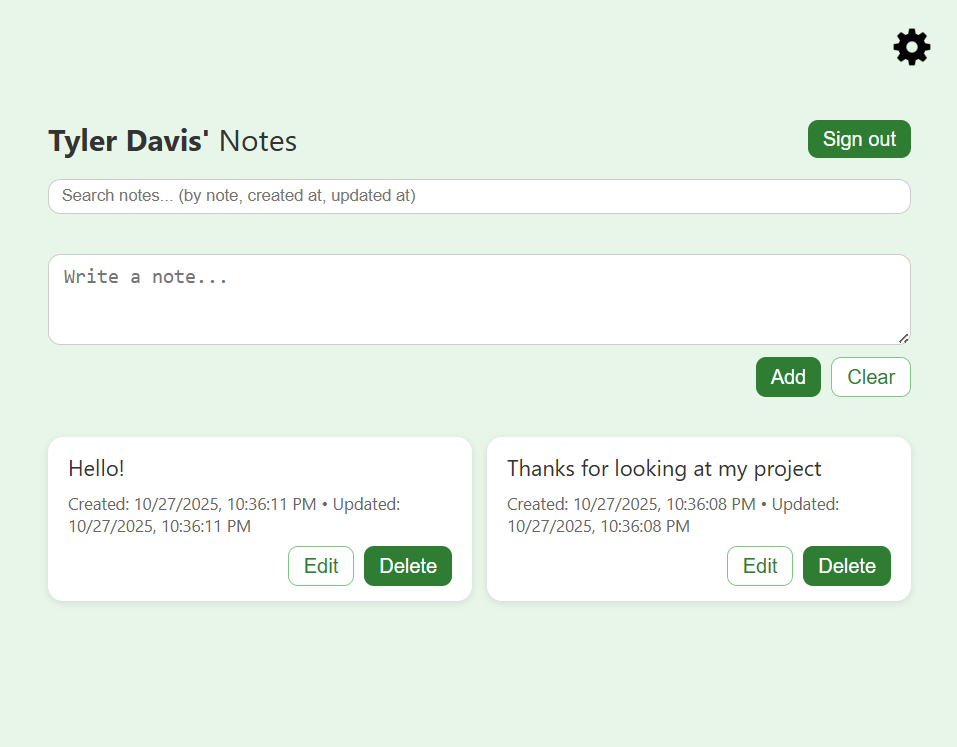 Tyler Davis' Notes
Sign out
Search notes... (by note, created at, updated at)
Write a note...
Add
Clear
Hello!
Created: 10/27/2025, 10:36:11 PM • Updated:
10/27/2025, 10:36:11 PM
Edit
Delete
Thanks for looking at my project
Created: 10/27/2025, 10:36:08 PM • Updated:
10/27/2025, 10:36:08 PM
Edit
Delete